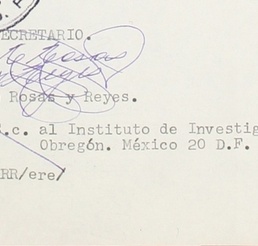 SECRETARIO.
Rosas y Reyes.
c.c. al Instituto de Investig
Obregón. México 20 D.F.
RR/ere/